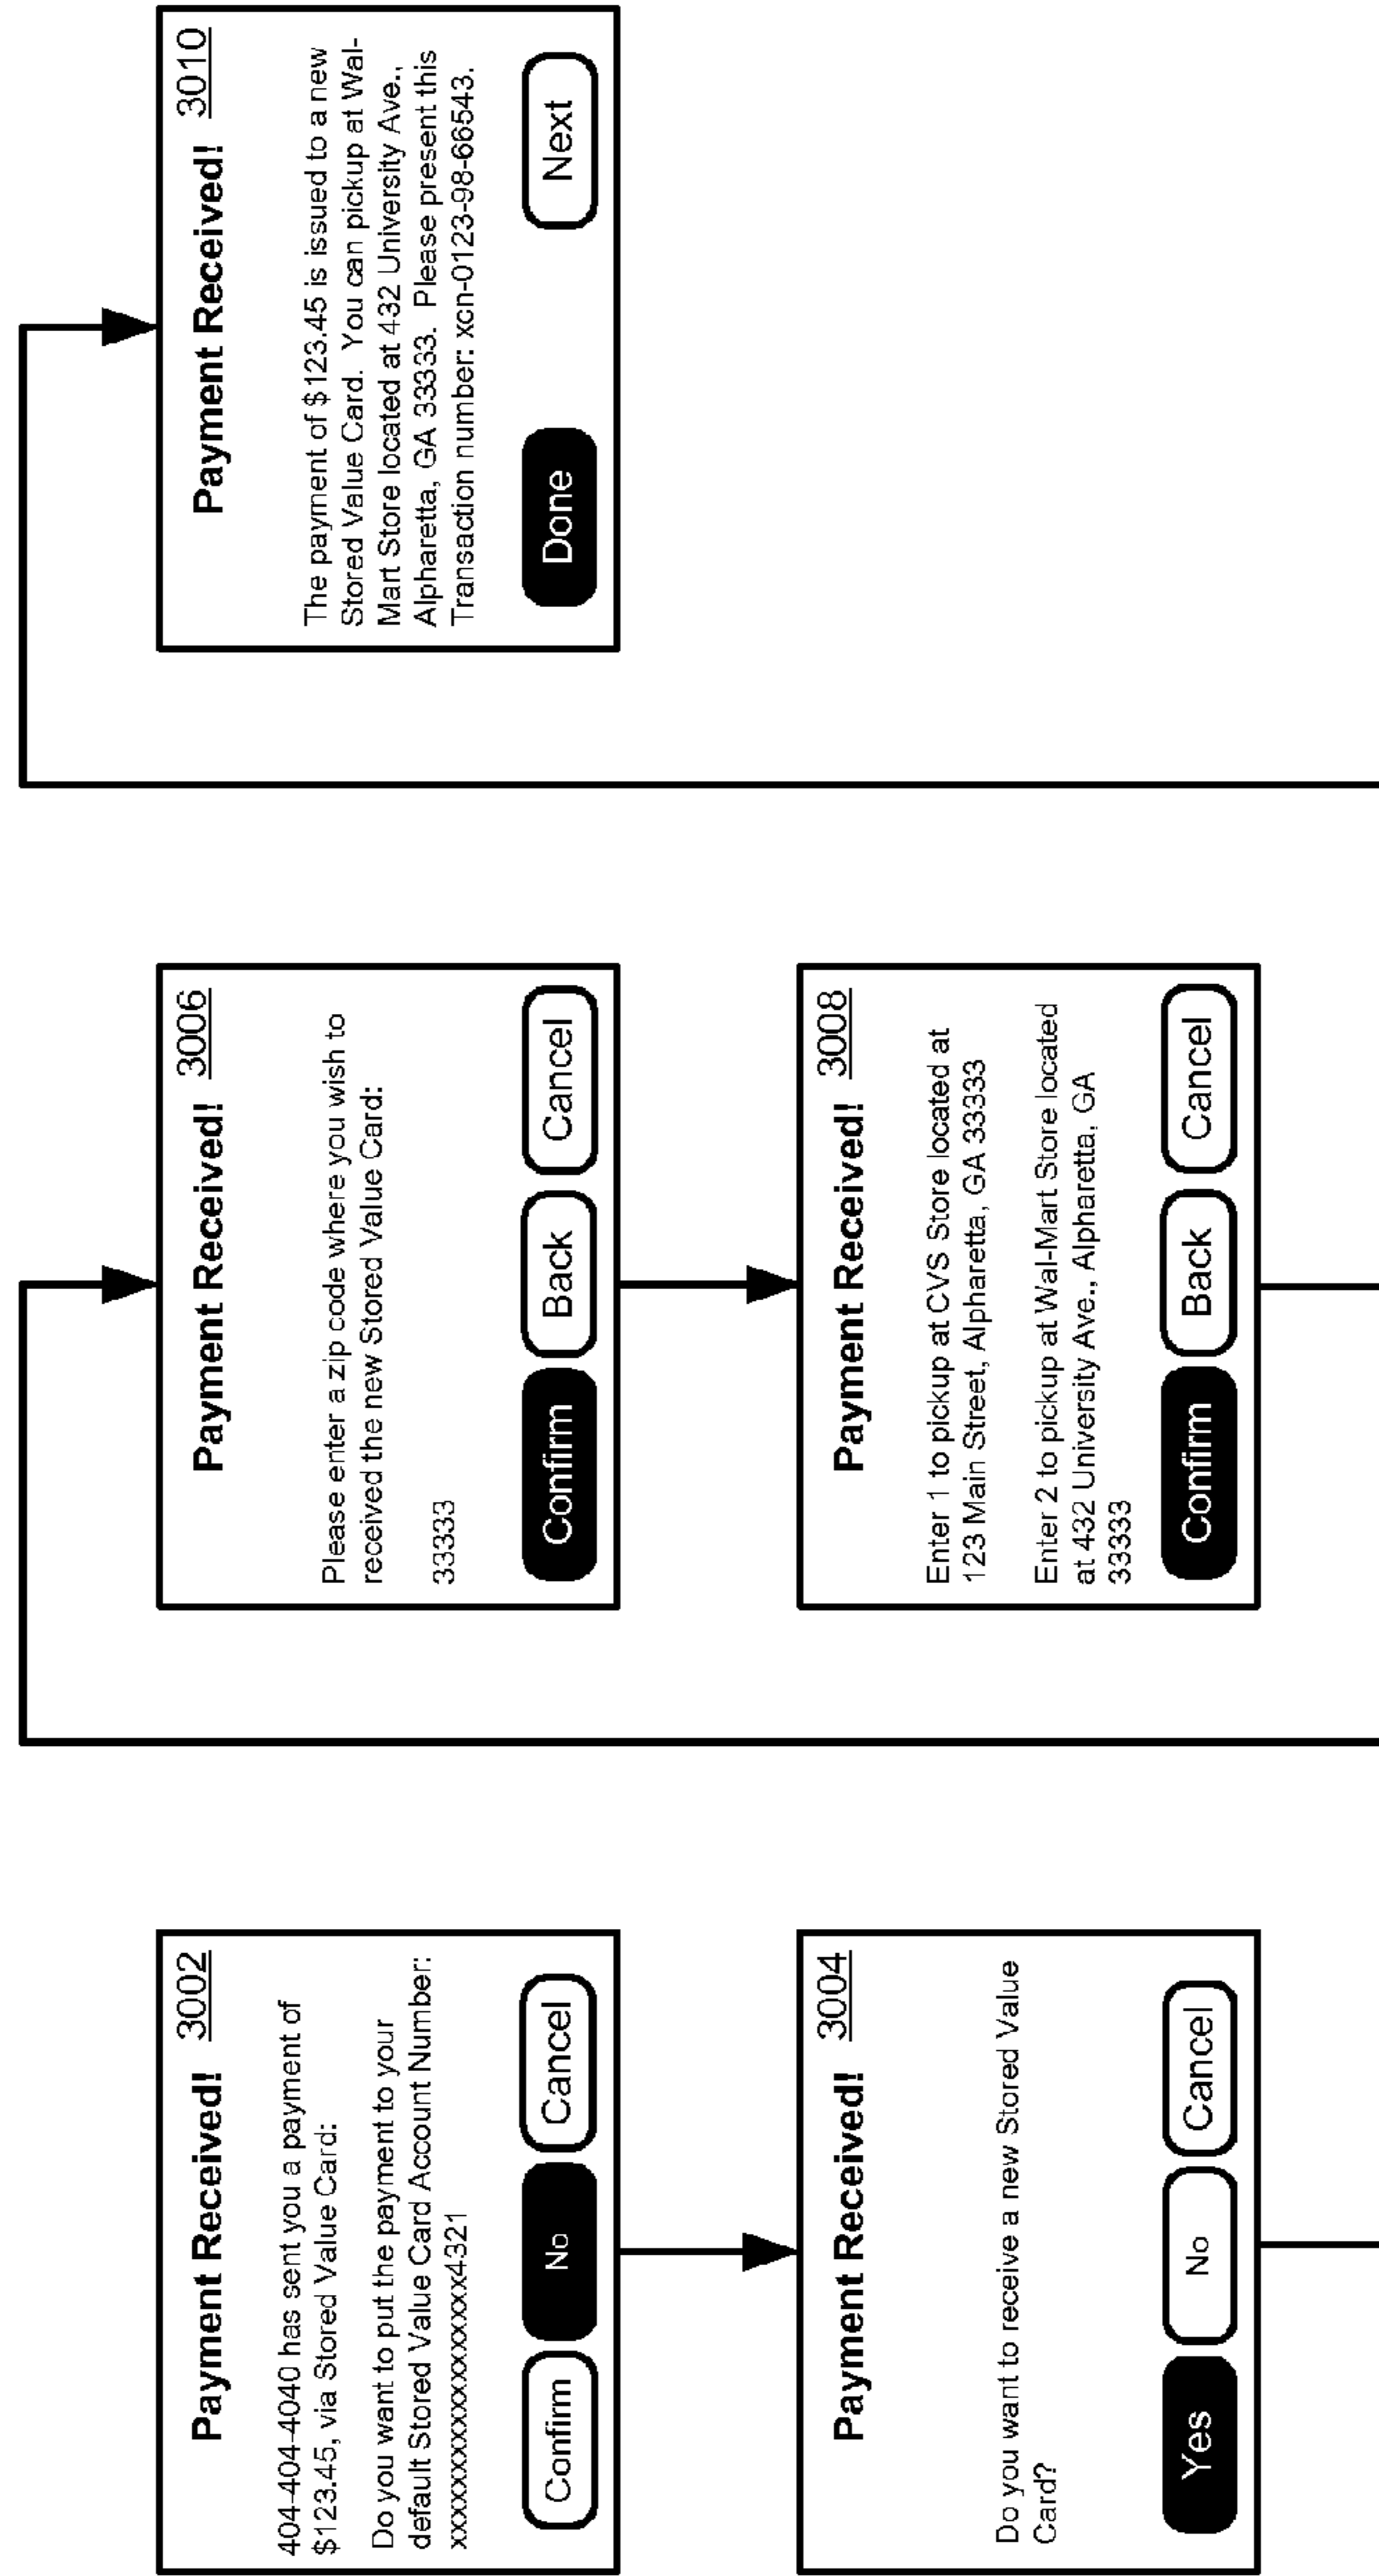 Payment Received! 3002
404-404-4040 has sent you a payment of
$123.45, via Stored Value Card:
Do you want to put the payment to your
default Stored Value Card Account Number:
xxxxxxxxxxxxxxx4321
Confirm
No
Cancel
Payment Received! 3004
Do you want to receive a new Stored Value
Card?
Yes
No
Cancel
Payment Received! 3006
Please enter a zip code where you wish to
received the new Stored Value Card:
33333
Confirm
Back
Cancel
Payment Received! 3008
Enter 1 to pickup at CVS Store located at
123 Main Street, Alpharetta, GA 33333
Enter 2 to pickup at Wal-Mart Store located
at 432 University Ave., Alpharetta, GA
33333
Confirm
Back
Cancel
Payment Received! 3010
The payment of $123.45 is issued to a new
Stored Value Card. You can pickup at Wal-
Mart Store located at 432 University Ave.,
Alpharetta, GA 33333. Please present this
Transaction number: xcn-0123-98-66543.
Done
Next